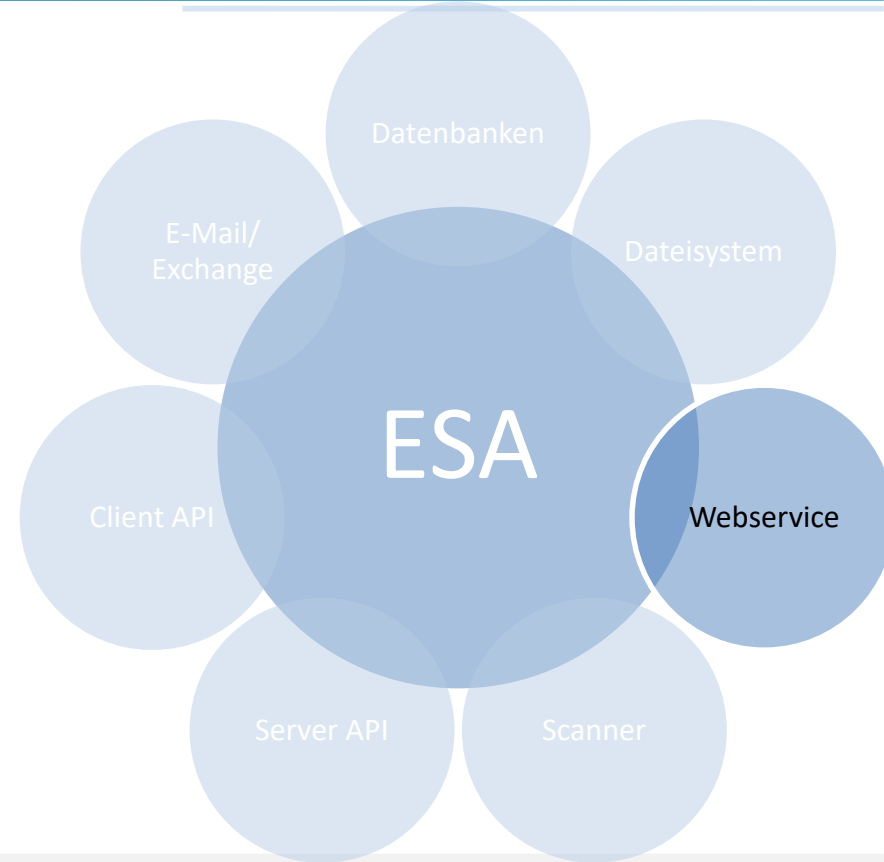 Datenbanken
E-Mail/
Exchange
Dateisystem
ESA
Client API
Webservice
Server API
Scanner